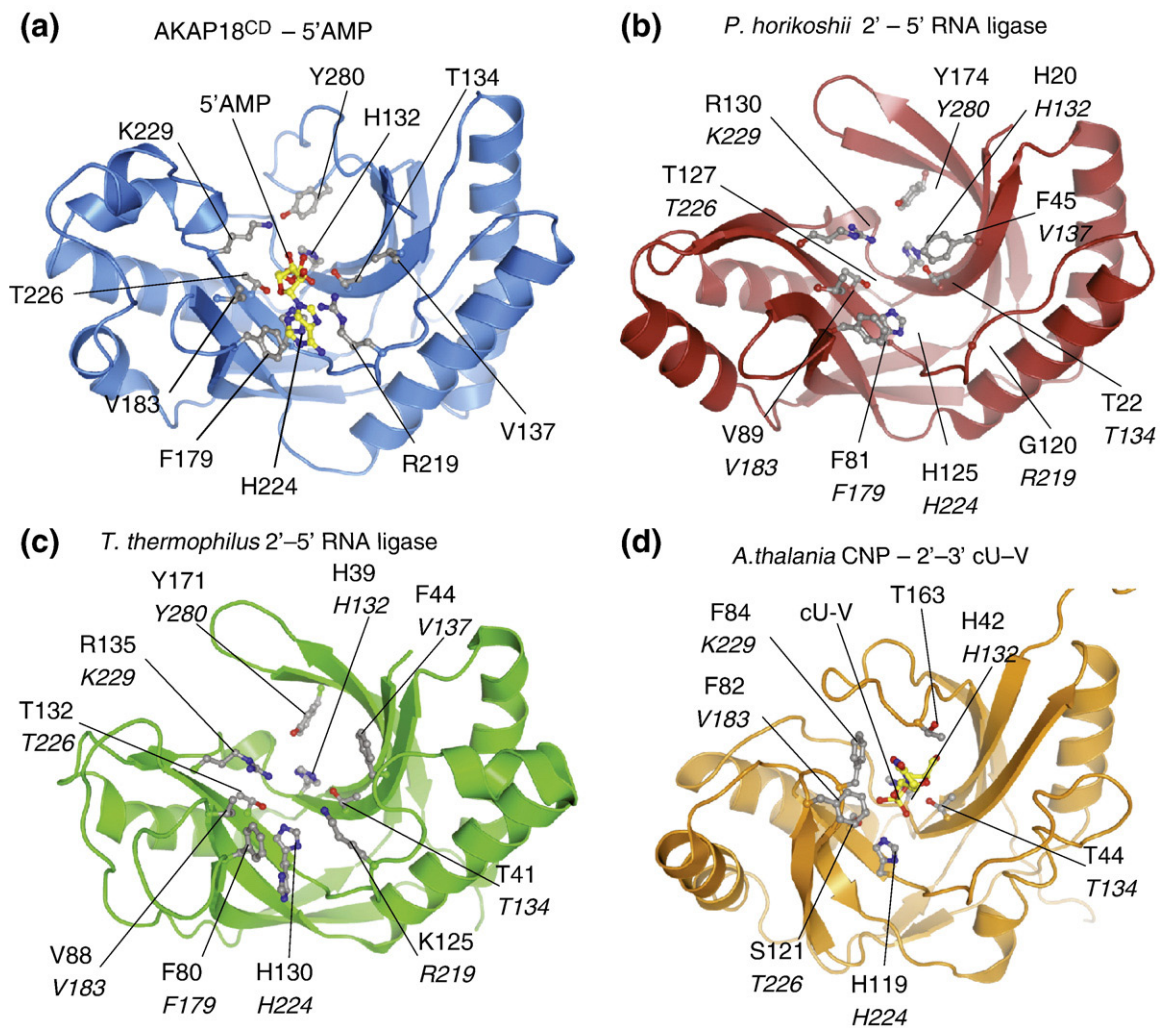 (a)
AKAP18CD – 5'AMP
Y280
T134
5'AMP
H132
K229
T226
V183
V137
F179
R219
H224
(b)
P. horikoshii 2' – 5' RNA ligase
Y174
Y280
H20
H132
R130
K229
T127
T226
F45
V137
T22
T134
V89
V183
G120
R219
F81
F179
H125
H224
(c)
T. thermophilus 2'–5' RNA ligase
H39
H132
Y171
Y280
F44
V137
R135
K229
T132
T226
T41
T134
K125
R219
V88
V183
F80
F179
H130
H224
(d)
A.thalania CNP – 2'–3' cU–V
T163
F84
K229
cU-V
H42
H132
F82
V183
T44
T134
S121
T226
H119
H224